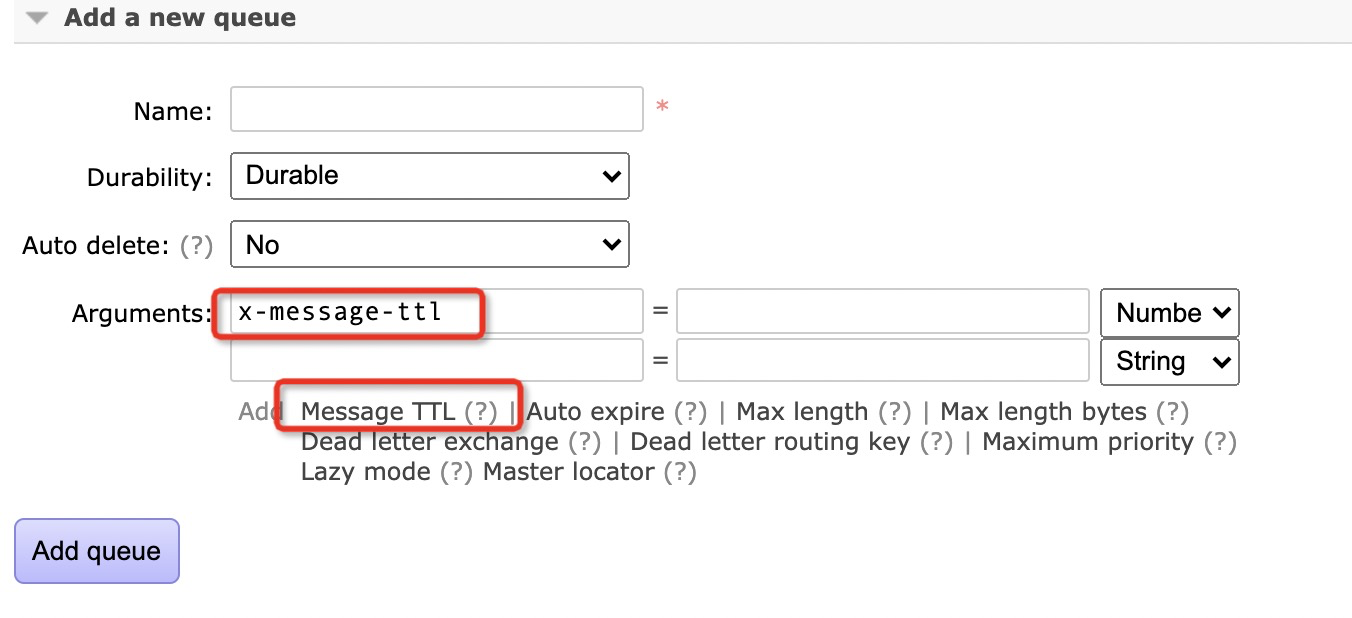 Add a new queue
Name: *
Durability: Durable
Auto delete: (?) No
Arguments: x-message-ttl = Numbe
= String
Add Message TTL (?) | Auto expire (?) | Max length (?) | Max length bytes (?)
Dead letter exchange (?) | Dead letter routing key (?) | Maximum priority (?)
Lazy mode (?) Master locator (?)
Add queue